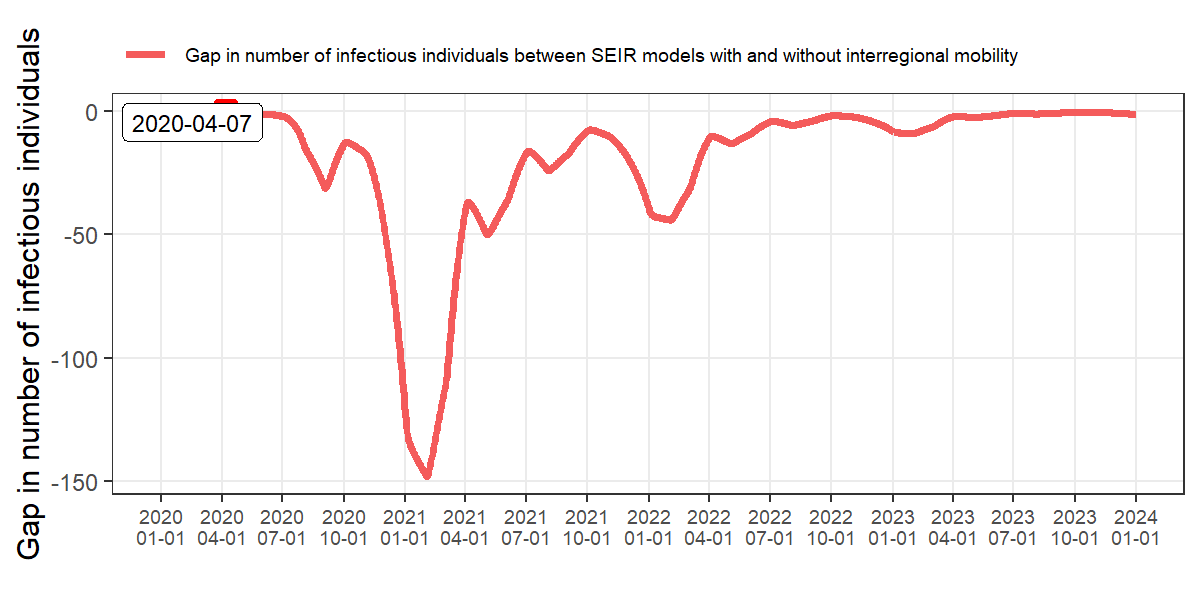 Gap in number of infectious individuals between SEIR models with and without interregional mobility
Gap in number of infectious individuals
0
-50
-100
-150
2020-04-07
2020 2020 2020 2020 2021 2021 2021 2021 2022 2022 2022 2022 2023 2023 2023 2023 2024
01-01 04-01 07-01 10-01 01-01 04-01 07-01 10-01 01-01 04-01 07-01 10-01 01-01 04-01 07-01 10-01 01-01